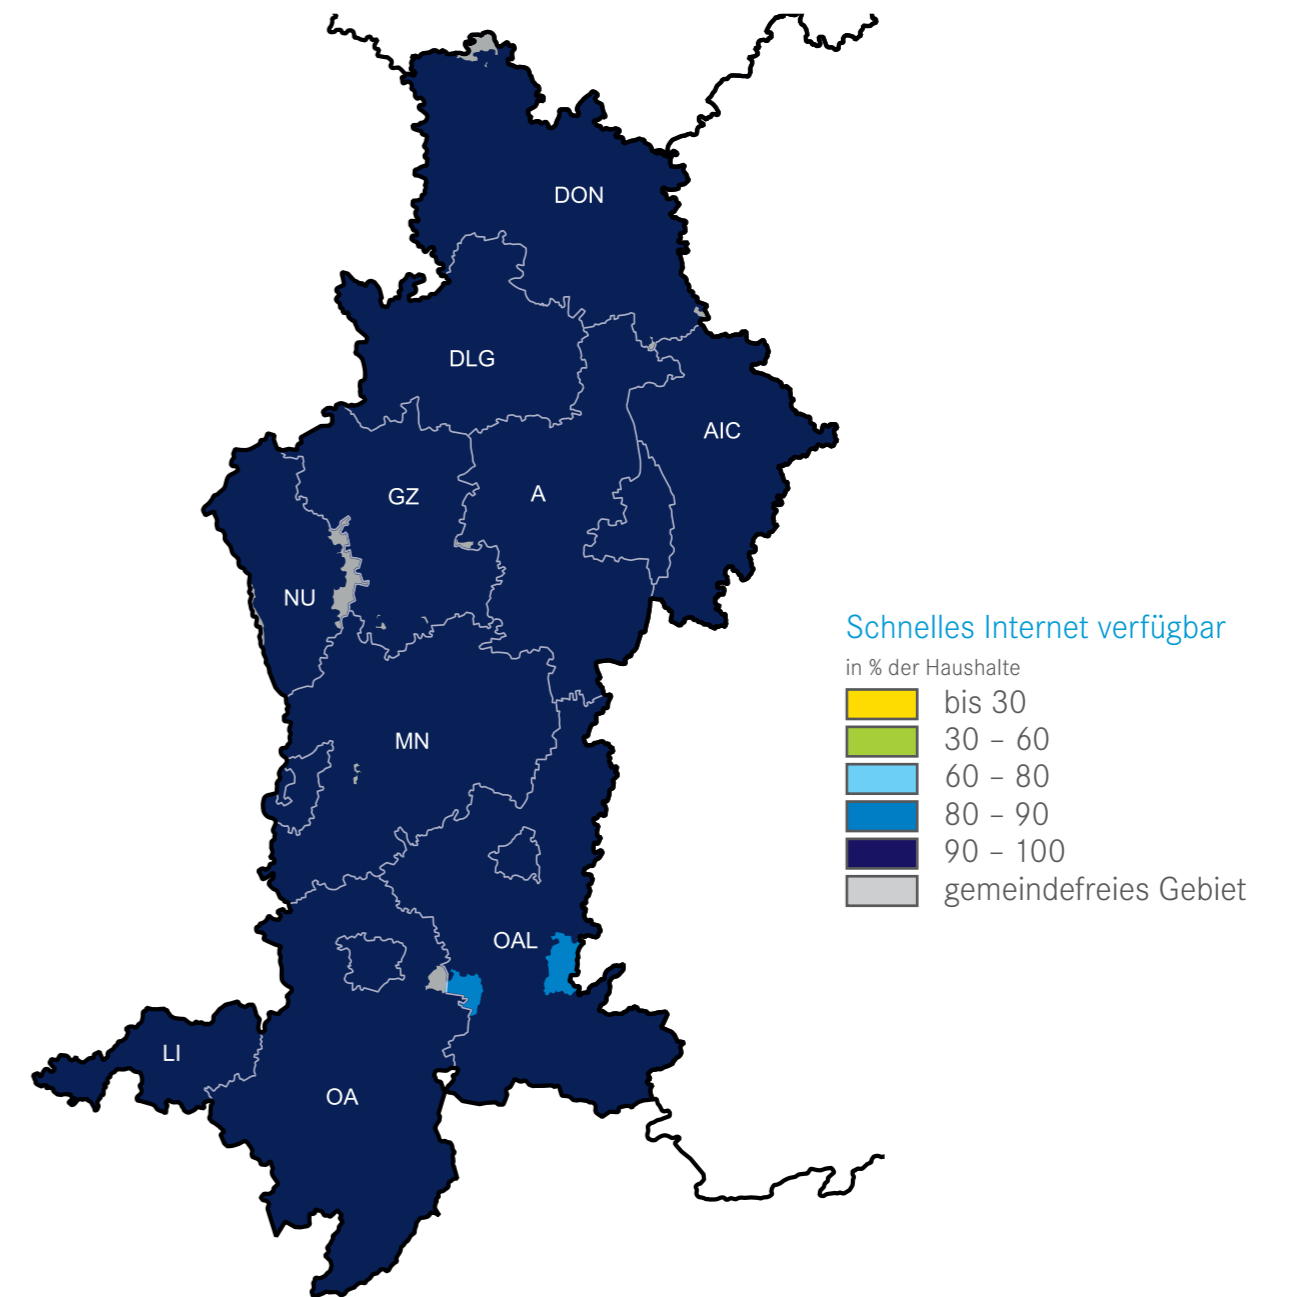 DON
DLG
AIC
GZ
A
NU
MN
OAL
LI
OA
Schnelles Internet verfügbar
in % der Haushalte
bis 30
30 – 60
60 – 80
80 – 90
90 – 100
gemeindefreies Gebiet